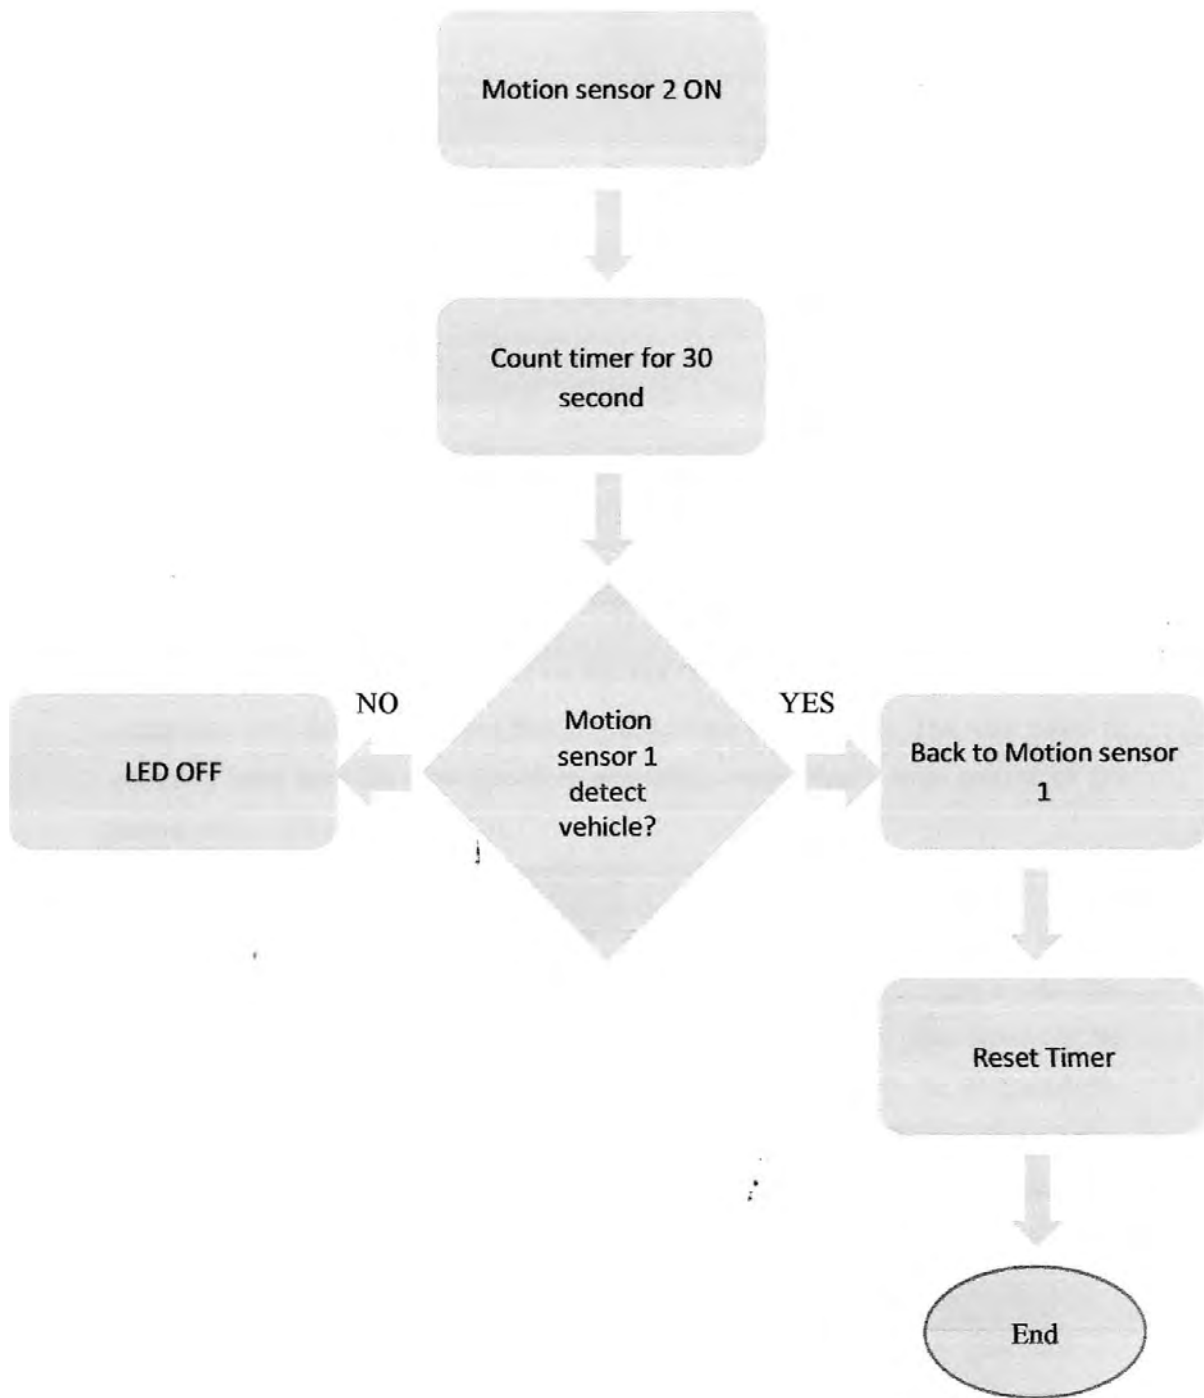 Motion sensor 2 ON
Count timer for 30
second
NO
YES
Motion
sensor 1
detect
vehicle?
LED OFF
Back to Motion sensor
1
Reset Timer
End